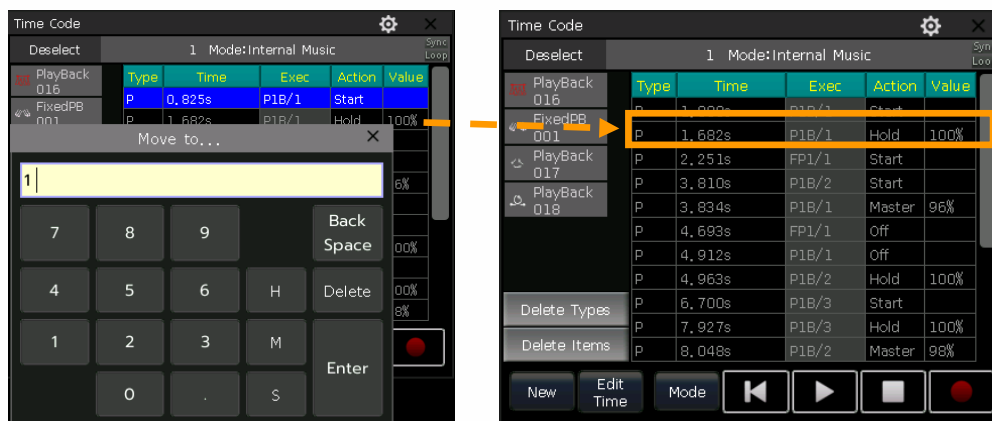 Time Code
Deselect 1 Mode:Internal Music Sync Loop
PlayBack 016
FixedPB 001
Type Time Exec Action Value
P 0.825s P1B/1 Start
P 1.682s P1B/1 Hold 100%
Move to...
1
6%
00%
00%
8%
7 8 9 Back Space
4 5 6 H Delete
1 2 3 M
0 . S Enter
Time Code
Deselect 1 Mode:Internal Music Syn Loo
PlayBack 016
FixedPB 001
PlayBack 017
PlayBack 018
Type Time Exec Action Value
P P1B/1 Start
P 1.682s P1B/1 Hold 100%
P 2.251s FP1/1 Start
P 3.810s P1B/2 Start
P 3.834s P1B/1 Master 96%
P 4.693s FP1/1 Off
P 4.912s P1B/1 Off
P 4.963s P1B/2 Hold 100%
P 6.700s P1B/3 Start
P 7.927s P1B/3 Hold 100%
P 8.048s P1B/2 Master 98%
Delete Types
Delete Items
New Edit Time Mode